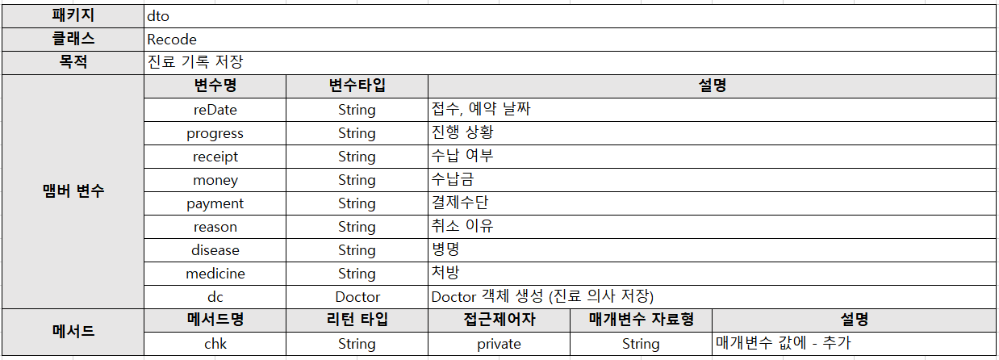 패키지 dto
클래스 Recode
목적 진료 기록 저장
변수명 변수타입 설명
reDate String 접수, 예약 날짜
progress String 진행 상황
receipt String 수납 여부
money String 수납금
맴버 변수
payment String 결제수단
reason String 취소 이유
disease String 병명
medicine String 처방
dc Doctor Doctor 객체 생성 (진료 의사 저장)
메서드
메서드명 리턴 타입 접근제어자 매개변수 자료형 설명
chk String private String 매개변수 값에 - 추가